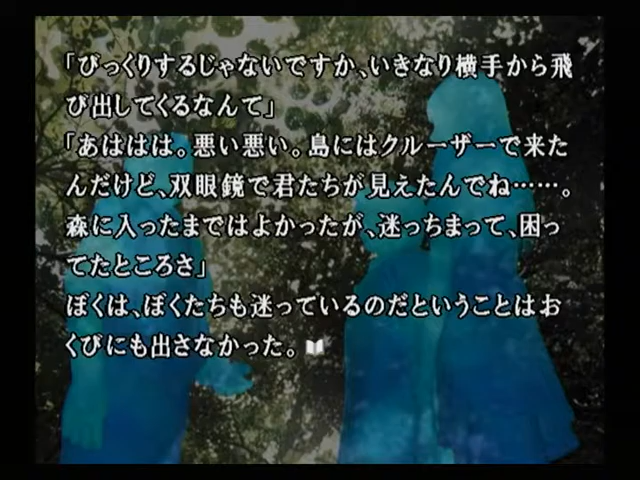 「びっくりするじゃないですか、いきなり横手から飛
び出してくるなんて」
「あははは。悪い悪い。島にはクルーザーで来た
んだけど、双眼鏡で君たちが見えたんでね……。
森に入ったまではよかったが、迷っちまって、困っ
てたところさ」
ぼくは、ぼくたちも迷っているのだということはお
くびにも出さなかった。